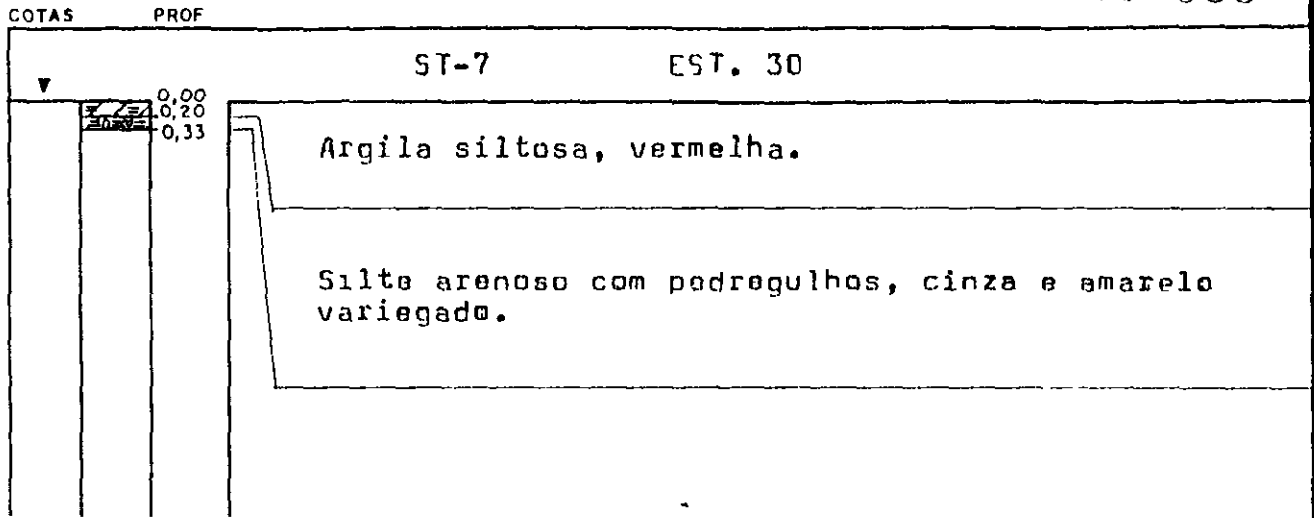 COTAS PROF
ST-7 EST. 30
0,00
0,20
0,33
Argila siltosa, vermelha.
Silte arenoso com pedregulhos, cinza e amarelo
variegado.